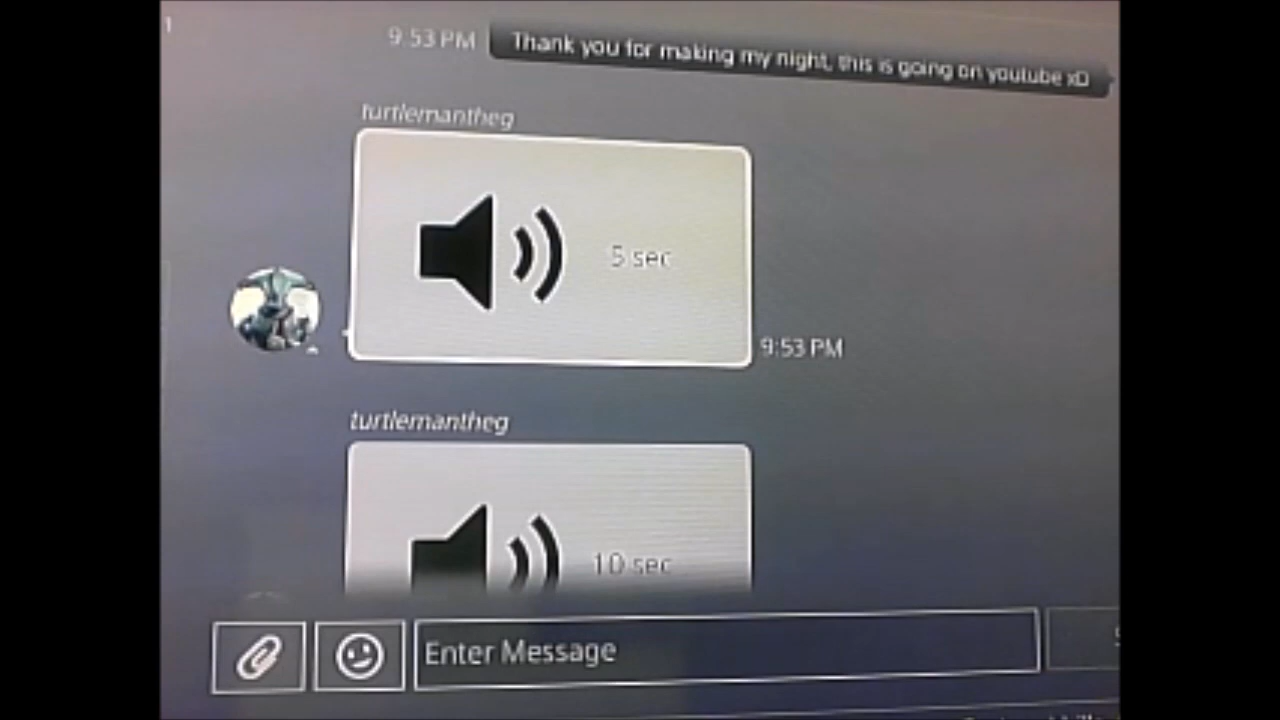 9:53 PM
Thank you for making my night, this is going on youtube xD
turtlemantheg
5 sec
9:53 PM
turtlemantheg
10 sec
Enter Message